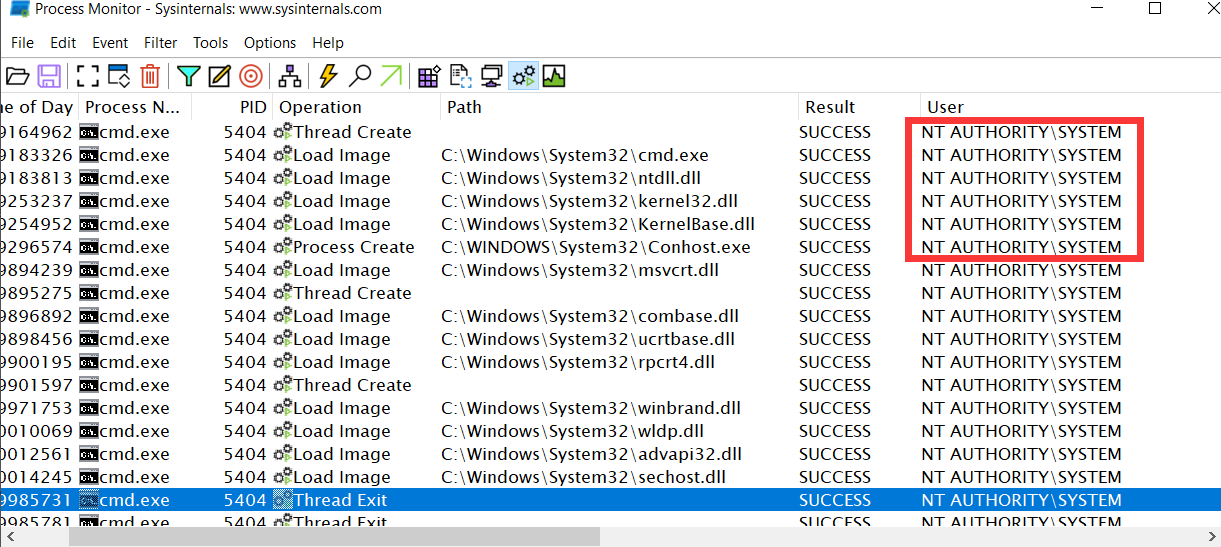 Process Monitor - Sysinternals: www.sysinternals.com
File Edit Event Filter Tools Options Help
ne of Day Process N... PID Operation Path Result User
9164962 cmd.exe 5404 Thread Create SUCCESS NT AUTHORITY\SYSTEM
9183326 cmd.exe 5404 Load Image C:\Windows\System32\cmd.exe SUCCESS NT AUTHORITY\SYSTEM
9183813 cmd.exe 5404 Load Image C:\Windows\System32\ntdll.dll SUCCESS NT AUTHORITY\SYSTEM
9253237 cmd.exe 5404 Load Image C:\Windows\System32\kernel32.dll SUCCESS NT AUTHORITY\SYSTEM
9254952 cmd.exe 5404 Load Image C:\Windows\System32\KernelBase.dll SUCCESS NT AUTHORITY\SYSTEM
9296574 cmd.exe 5404 Process Create C:\WINDOWS\System32\Conhost.exe SUCCESS NT AUTHORITY\SYSTEM
9894239 cmd.exe 5404 Load Image C:\Windows\System32\msvcrt.dll SUCCESS NT AUTHORITY\SYSTEM
9895275 cmd.exe 5404 Thread Create SUCCESS NT AUTHORITY\SYSTEM
9896892 cmd.exe 5404 Load Image C:\Windows\System32\combase.dll SUCCESS NT AUTHORITY\SYSTEM
9898456 cmd.exe 5404 Load Image C:\Windows\System32\ucrtbase.dll SUCCESS NT AUTHORITY\SYSTEM
9900195 cmd.exe 5404 Load Image C:\Windows\System32\rpcrt4.dll SUCCESS NT AUTHORITY\SYSTEM
9901597 cmd.exe 5404 Thread Create SUCCESS NT AUTHORITY\SYSTEM
9971753 cmd.exe 5404 Load Image C:\Windows\System32\winbrand.dll SUCCESS NT AUTHORITY\SYSTEM
0010069 cmd.exe 5404 Load Image C:\Windows\System32\wldp.dll SUCCESS NT AUTHORITY\SYSTEM
0012561 cmd.exe 5404 Load Image C:\Windows\System32\advapi32.dll SUCCESS NT AUTHORITY\SYSTEM
0014245 cmd.exe 5404 Load Image C:\Windows\System32\sechost.dll SUCCESS NT AUTHORITY\SYSTEM
9985731 cmd.exe 5404 Thread Exit SUCCESS NT AUTHORITY\SYSTEM
9985781 cmd.exe 5404 Thread Exit SUCCESS NT AUTHORITY\SYSTEM